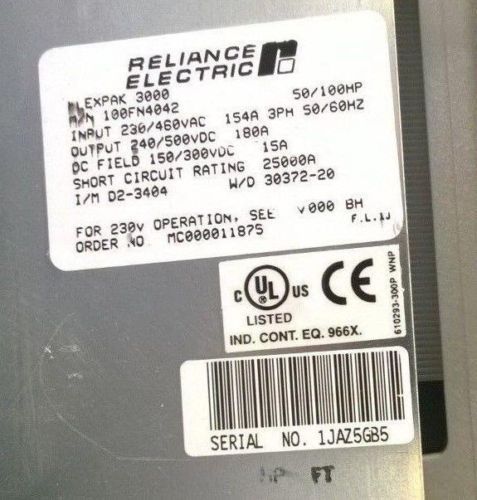 RELIANCE
ELECTRIC
LEXPAK 3000 50/100HP
M/N 100FN4042
INPUT 230/460VAC 154A 3PH 50/60HZ
OUTPUT 240/500VDC 180A
DC FIELD 150/300VDC 15A
SHORT CIRCUIT RATING 25000A
I/M D2-3404 W/D 30372-20
FOR 230V OPERATION, SEE V000 BH
ORDER NO MC000011875
C UL US CE
LISTED
IND. CONT. EQ. 966X.
610293-300P WNP
SERIAL NO. 1JAZ5GB5
FT